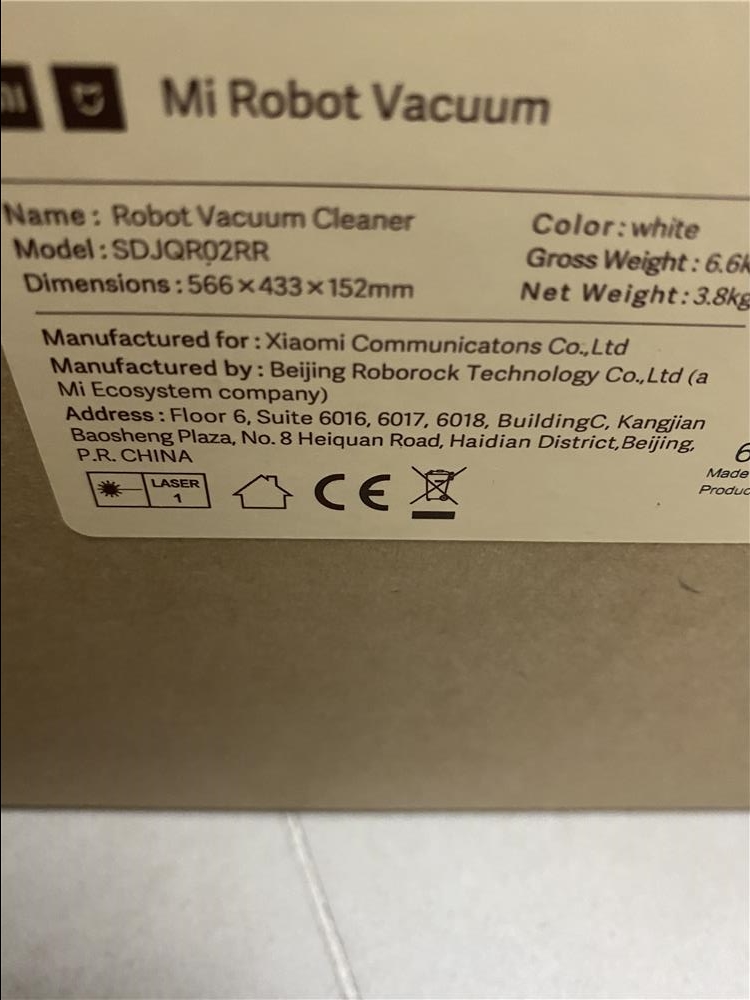 Mi Robot Vacuum
Name: Robot Vacuum Cleaner
Color:white
Model:SDJQR02RR
Gross Weight:6.6k
Dimensions:566×433×152mm
Net Weight:3.8kg
Manufactured for:Xiaomi Communicatons Co.,Ltd
Manufactured by:Beijing Roborock Technology Co.,Ltd (a
Mi Ecosystem company)
Address:Floor 6, Suite 6016, 6017, 6018, BuildingC, Kangjian
Baosheng Plaza, No. 8 Heiquan Road, Haidian District,Beijing,
P.R. CHINA
LASER
1
CE
6
Made
Produc